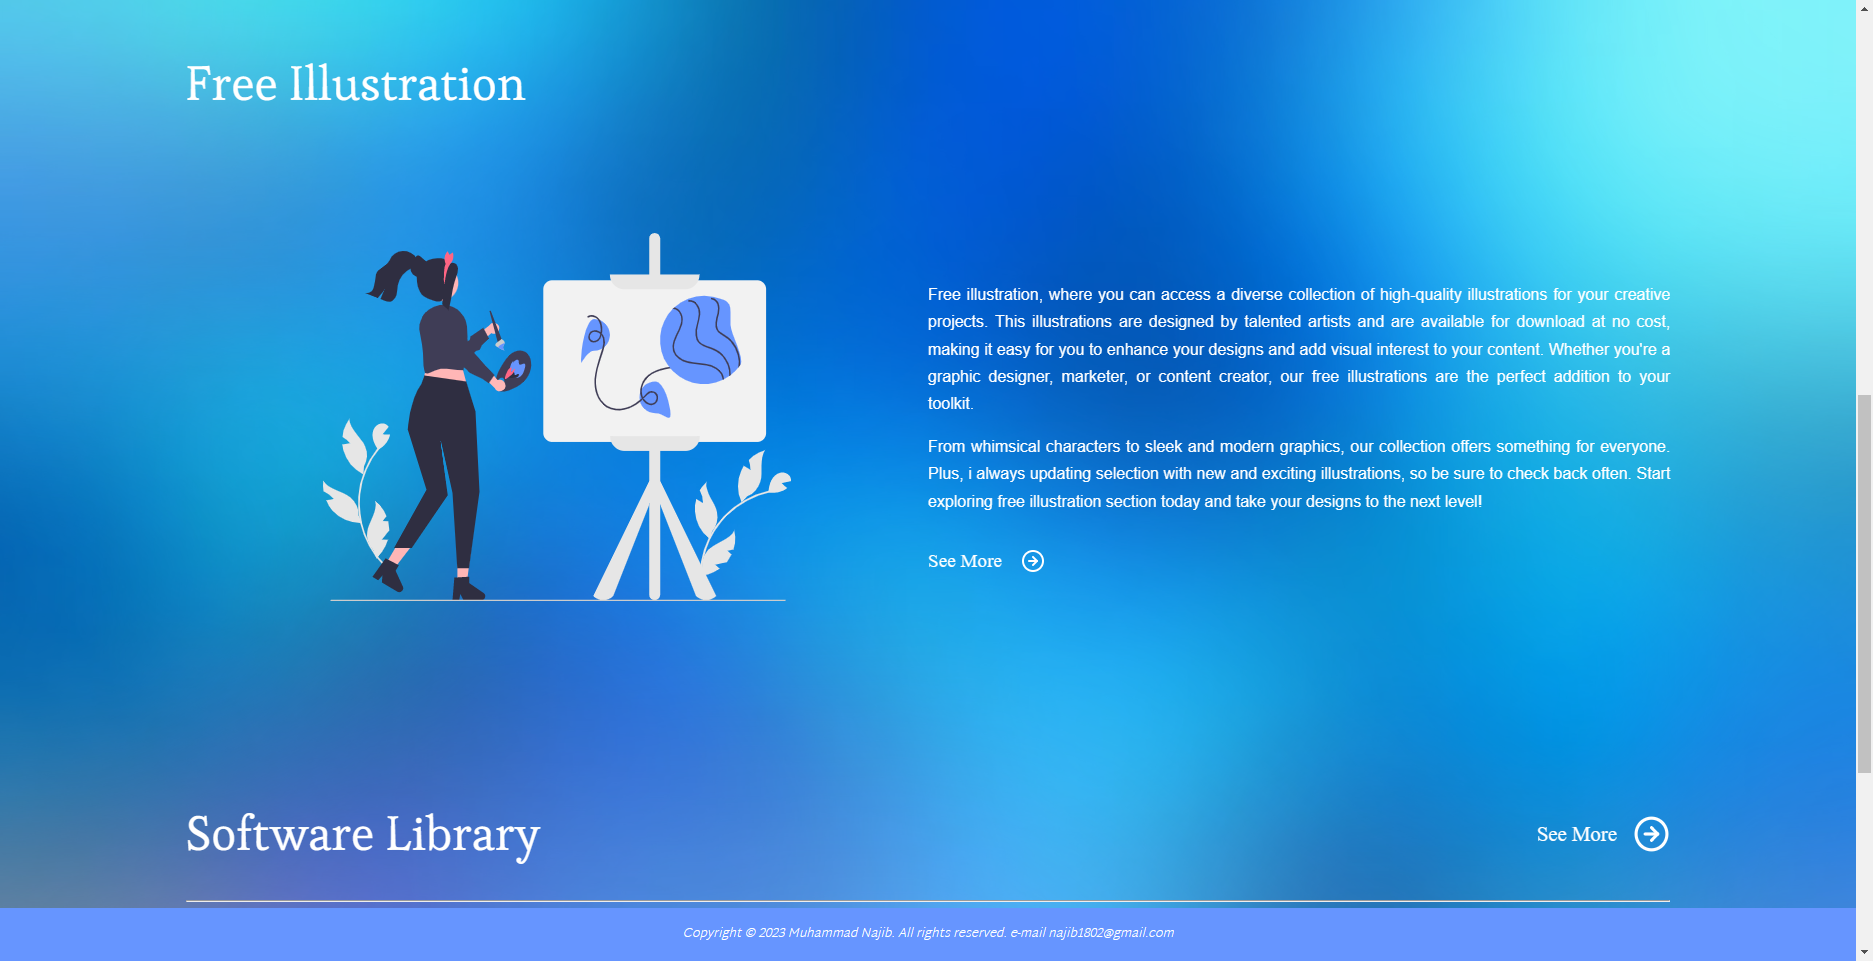 Free Illustration
Free illustration, where you can access a diverse collection of high-quality illustrations for your creative
projects. This illustrations are designed by talented artists and are available for download at no cost,
making it easy for you to enhance your designs and add visual interest to your content. Whether you're a
graphic designer, marketer, or content creator, our free illustrations are the perfect addition to your
toolkit.
From whimsical characters to sleek and modern graphics, our collection offers something for everyone.
Plus, i always updating selection with new and exciting illustrations, so be sure to check back often. Start
exploring free illustration section today and take your designs to the next level!
See More
Software Library
See More
Copyright © 2023 Muhammad Najib. All rights reserved. e-mail najib1802@gmail.com